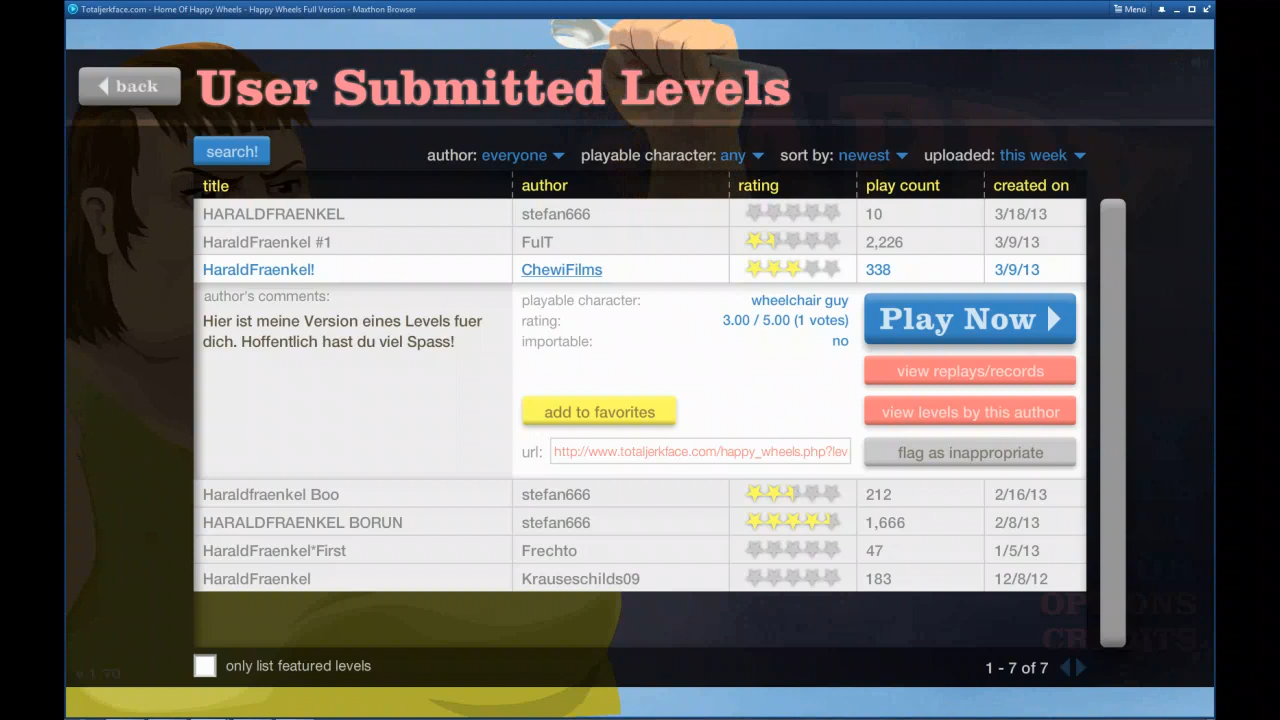 Totaljerkface.com - Home Of Happy Wheels - Happy Wheels Full Version - Maxthon Browser
Menü
back
User Submitted Levels
search!
author: everyone
playable character: any
sort by: newest
uploaded: this week
title author rating play count created on
HARALDFRAENKEL stefan666 10 3/18/13
HaraldFraenkel #1 FulT 2,226 3/9/13
HaraldFraenkel! ChewiFilms 338 3/9/13
author's comments:
Hier ist meine Version eines Levels fuer
dich. Hoffentlich hast du viel Spass!
playable character: wheelchair guy
rating: 3.00 / 5.00 (1 votes)
importable: no
add to favorites
url: http://www.totaljerkface.com/happy_wheels.php?lev
Play Now
view replays/records
view levels by this author
flag as inappropriate
Haraldfraenkel Boo stefan666 212 2/16/13
HARALDFRAENKEL BORUN stefan666 1,666 2/8/13
HaraldFraenkel*First Frechto 47 1/5/13
HaraldFraenkel Krauseschilds09 183 12/8/12
OPTIONS
CREDITS
only list featured levels
1 - 7 of 7
v 1.70